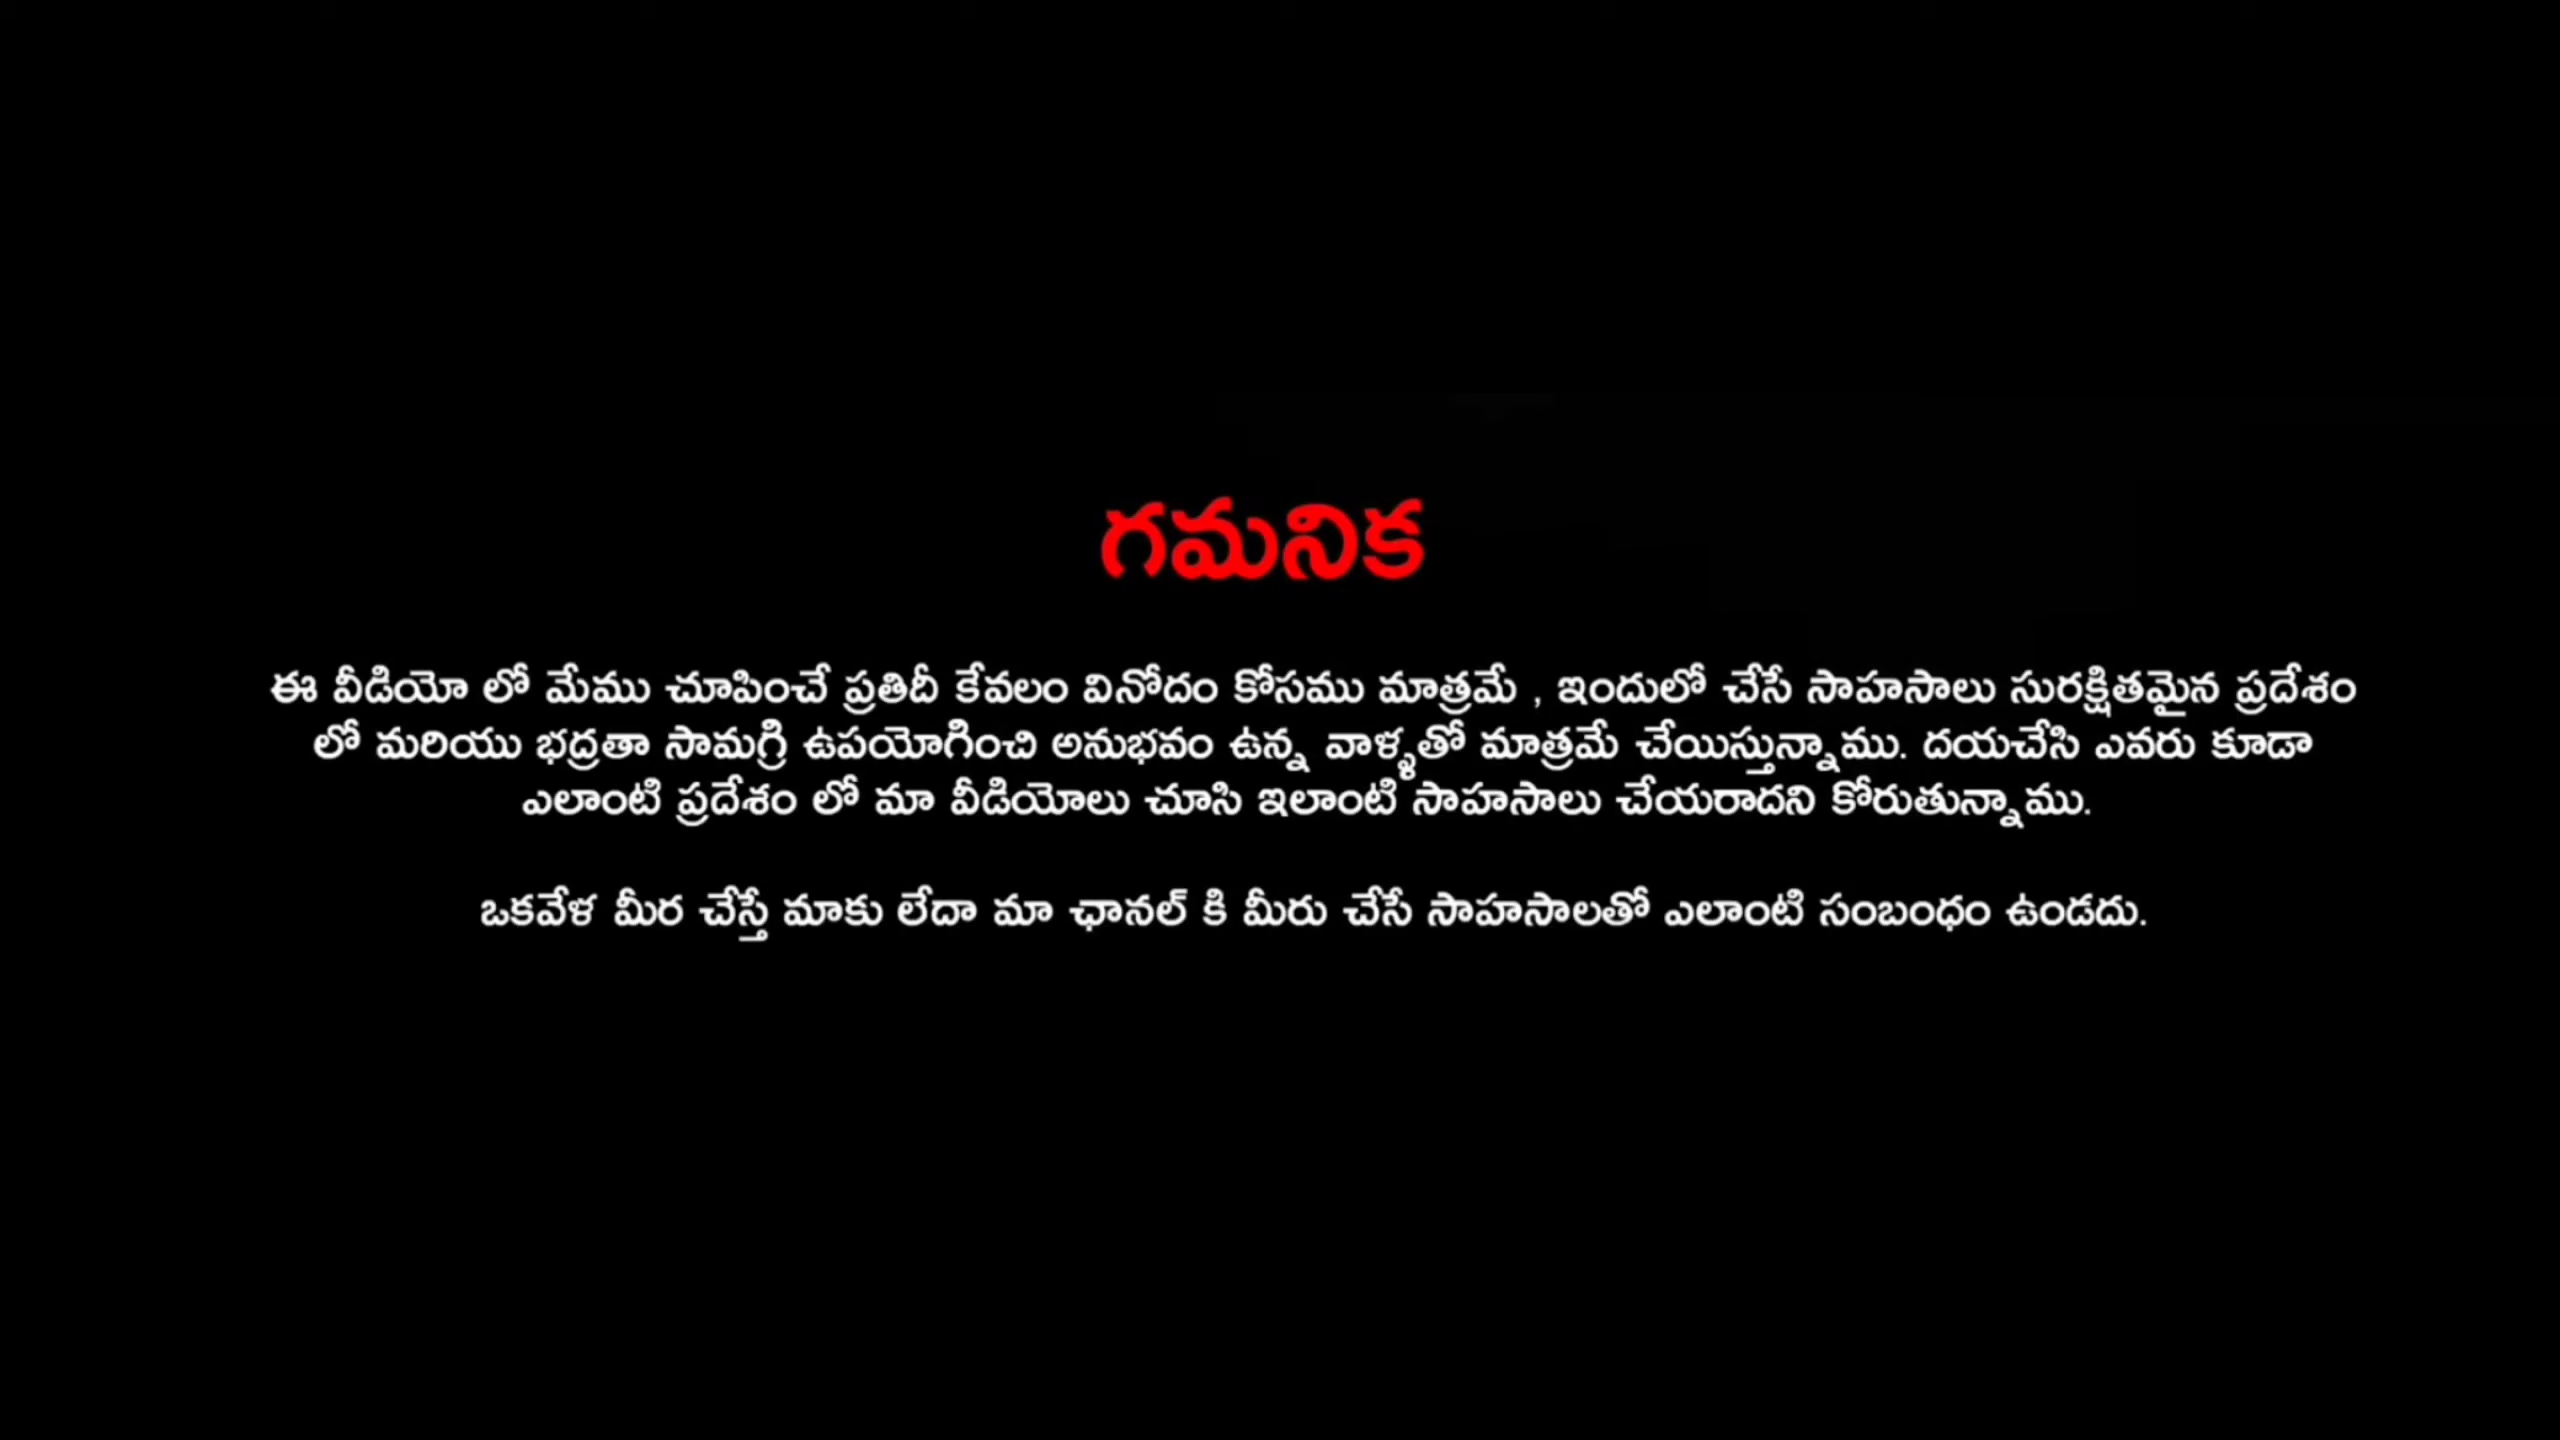 గమనిక
ఈ వీడియో లో మేము చూపించే ప్రతిదీ కేవలం వినోదం కోసము మాత్రమే , ఇందులో చేసే సాహసాలు సురక్షితమైన ప్రదేశం
లో మరియు భద్రతా సామగ్రి ఉపయోగించి అనుభవం ఉన్న వాళ్ళతో మాత్రమే చేయిస్తున్నాము. దయచేసి ఎవరు కూడా
ఎలాంటి ప్రదేశం లో మా వీడియోలు చూసి ఇలాంటి సాహసాలు చేయరాదని కోరుతున్నాము.
ఒకవేళ మీర చేస్తే మాకు లేదా మా ఛానల్ కి మీరు చేసే సాహసాలతో ఎలాంటి సంబంధం ఉండదు.